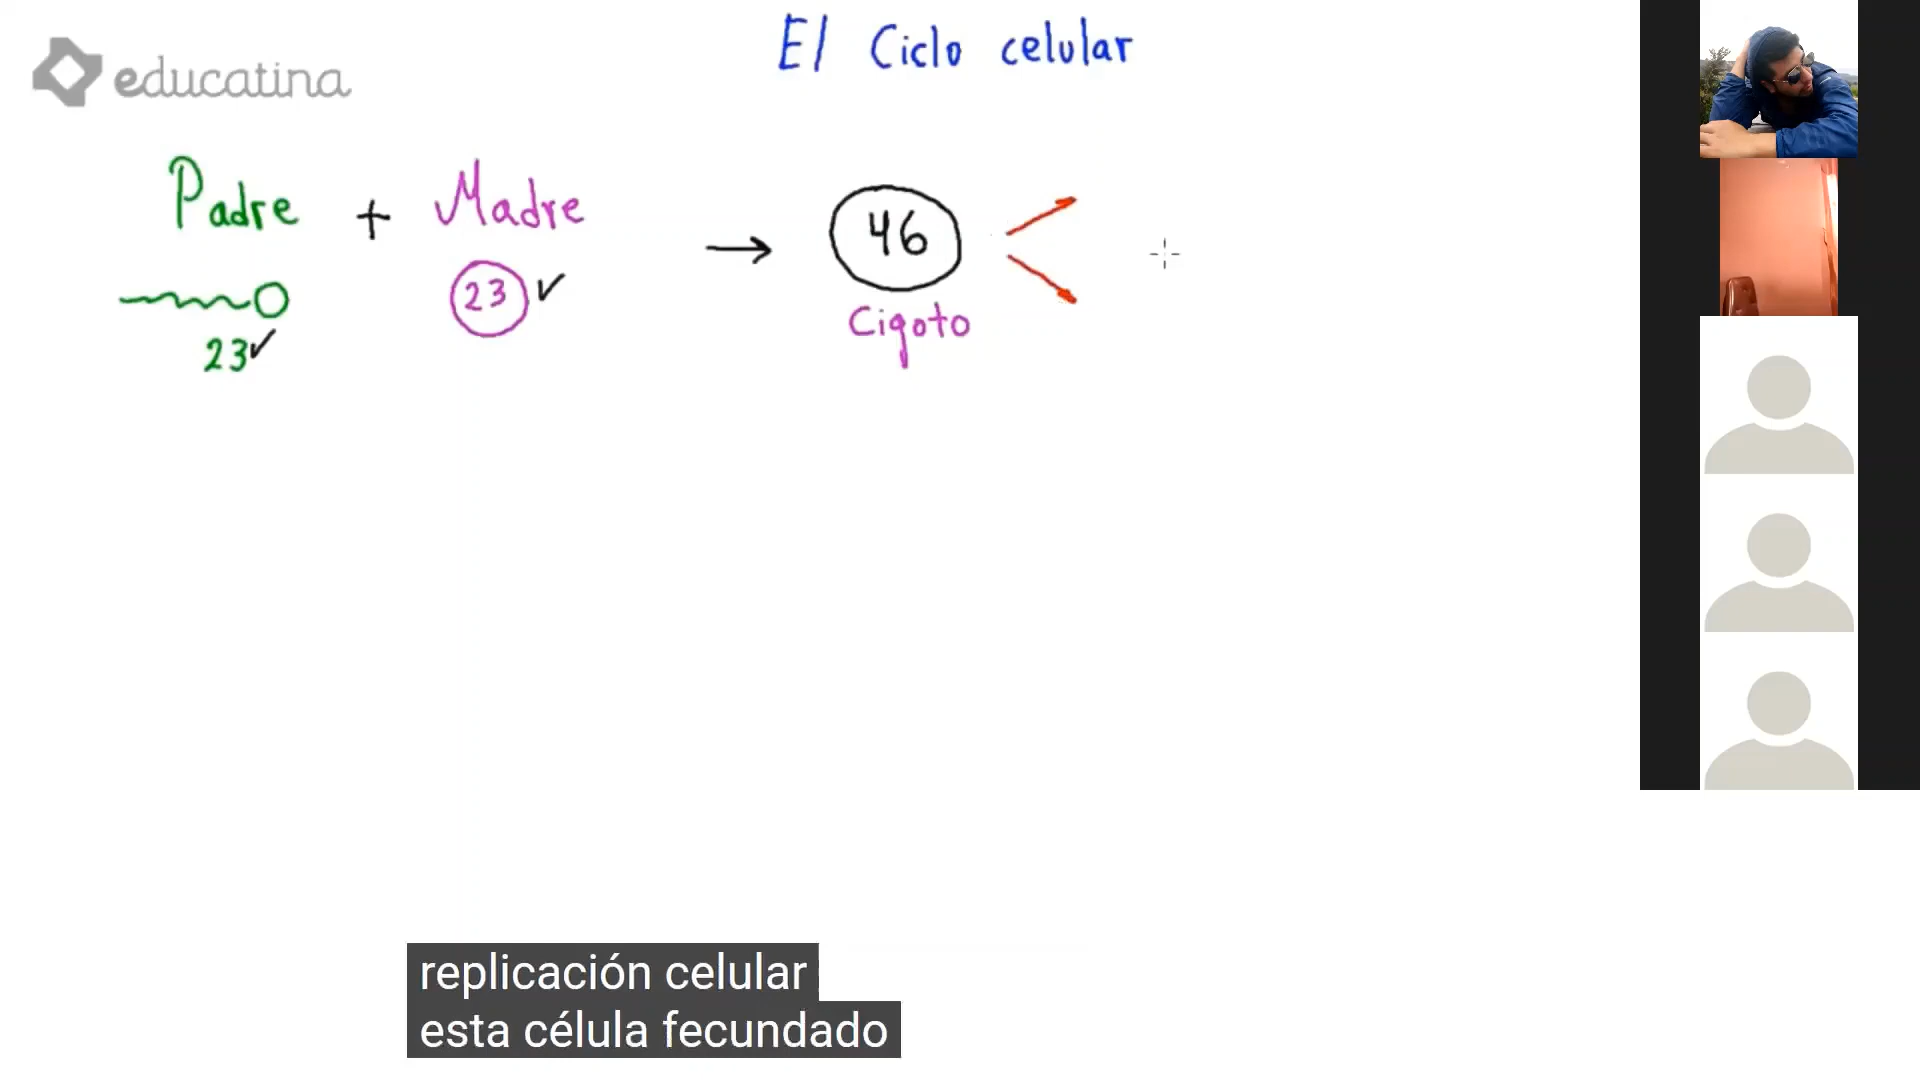 El Ciclo celular
educatina
Padre + Madre → 46
23 ✓
Cigoto
23 ✓
replicación celular
esta célula fecundado